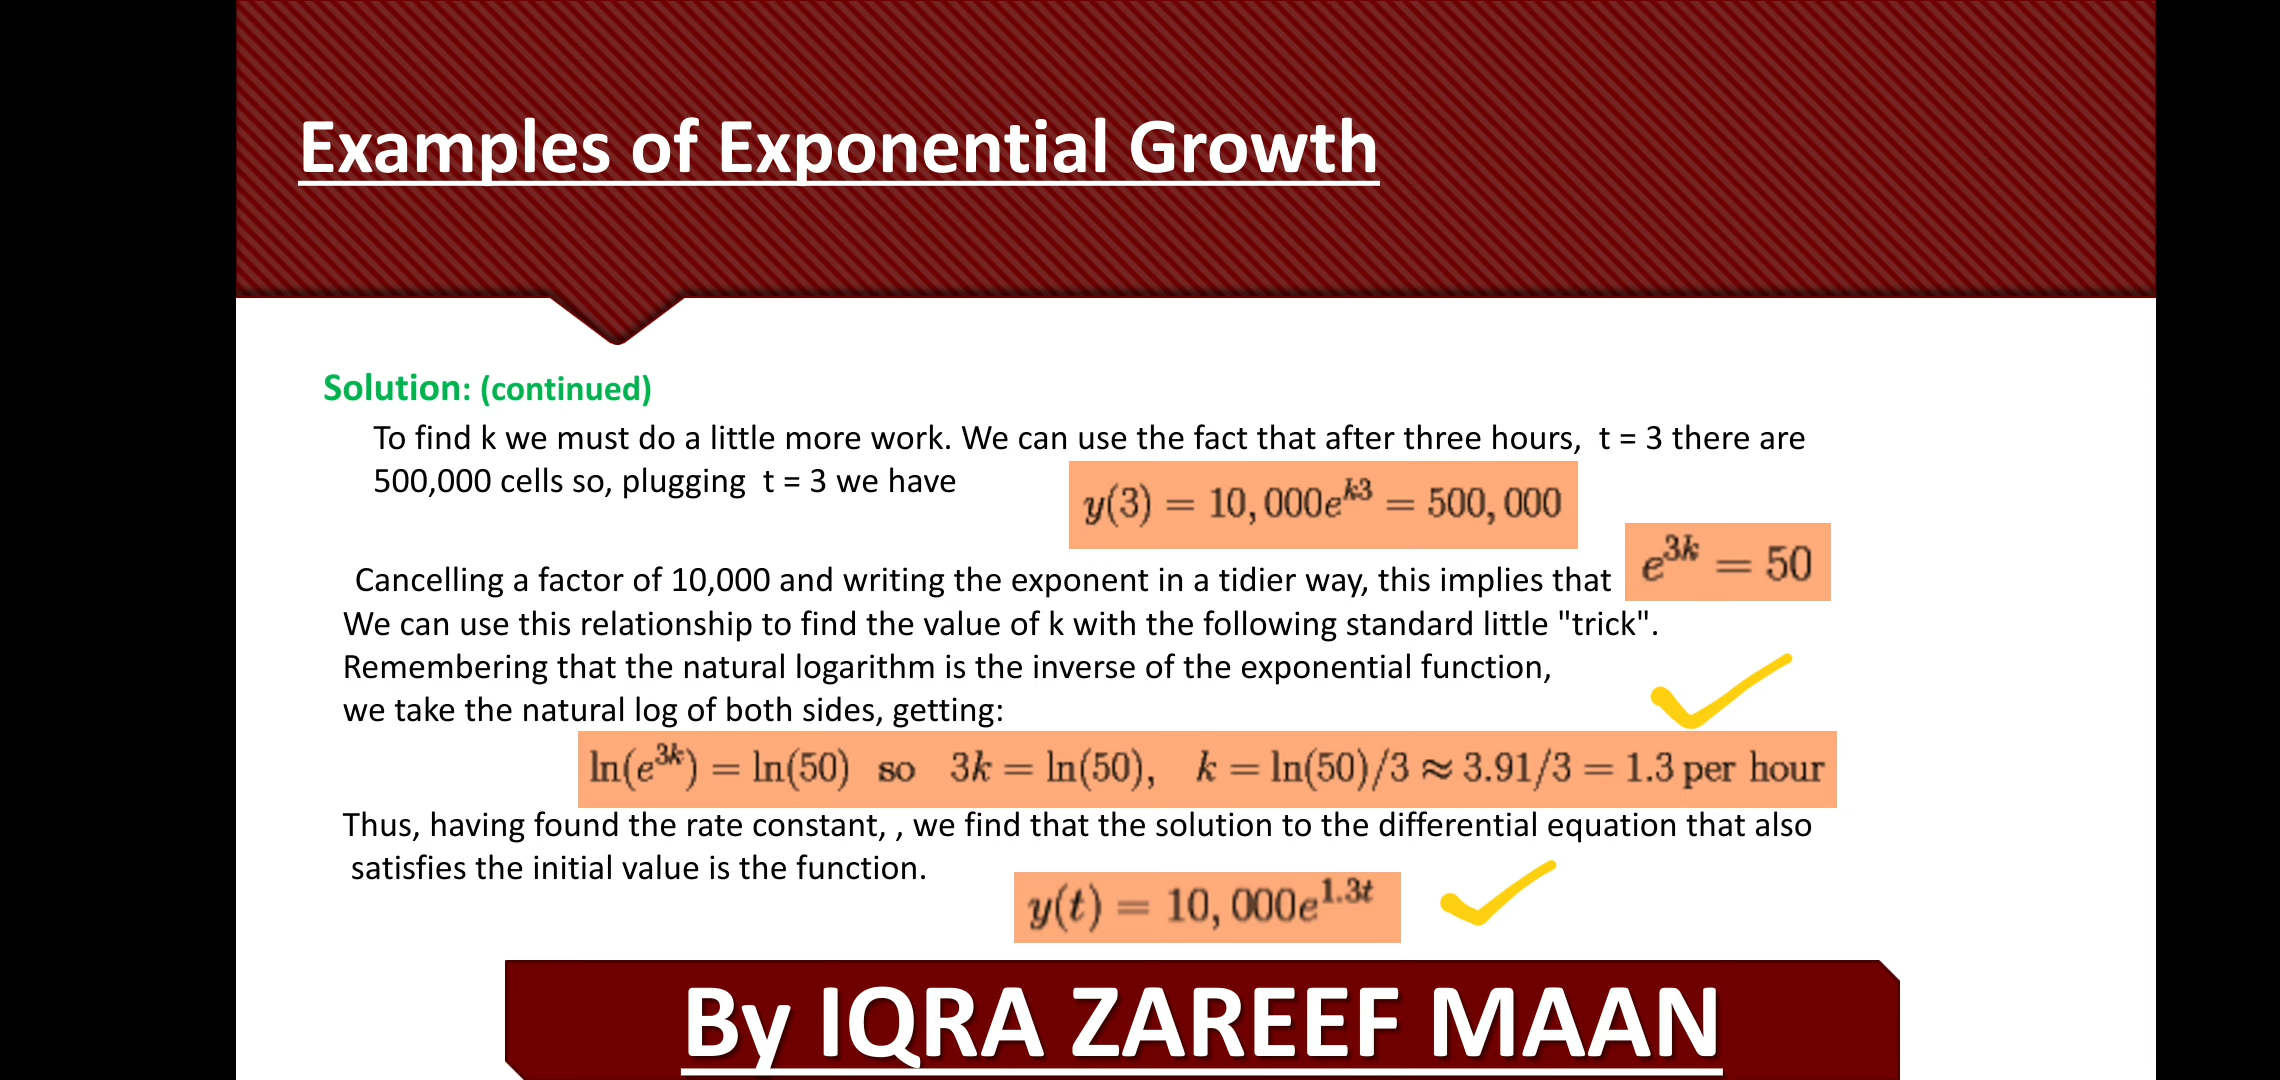 Examples of Exponential Growth
Solution: (continued)
To find k we must do a little more work. We can use the fact that after three hours,  t = 3 there are
500,000 cells so, plugging  t = 3 we have
y(3) = 10, 000e^{k3} = 500, 000
Cancelling a factor of 10,000 and writing the exponent in a tidier way, this implies that e^{3k} = 50
We can use this relationship to find the value of k with the following standard little "trick".
Remembering that the natural logarithm is the inverse of the exponential function,
we take the natural log of both sides, getting:
ln(e^{3k}) = ln(50)  so  3k = ln(50),  k = ln(50)/3 ≈ 3.91/3 = 1.3 per hour
Thus, having found the rate constant, , we find that the solution to the differential equation that also
satisfies the initial value is the function.
y(t) = 10, 000e^{1.3t}
By IQRA ZAREEF MAAN